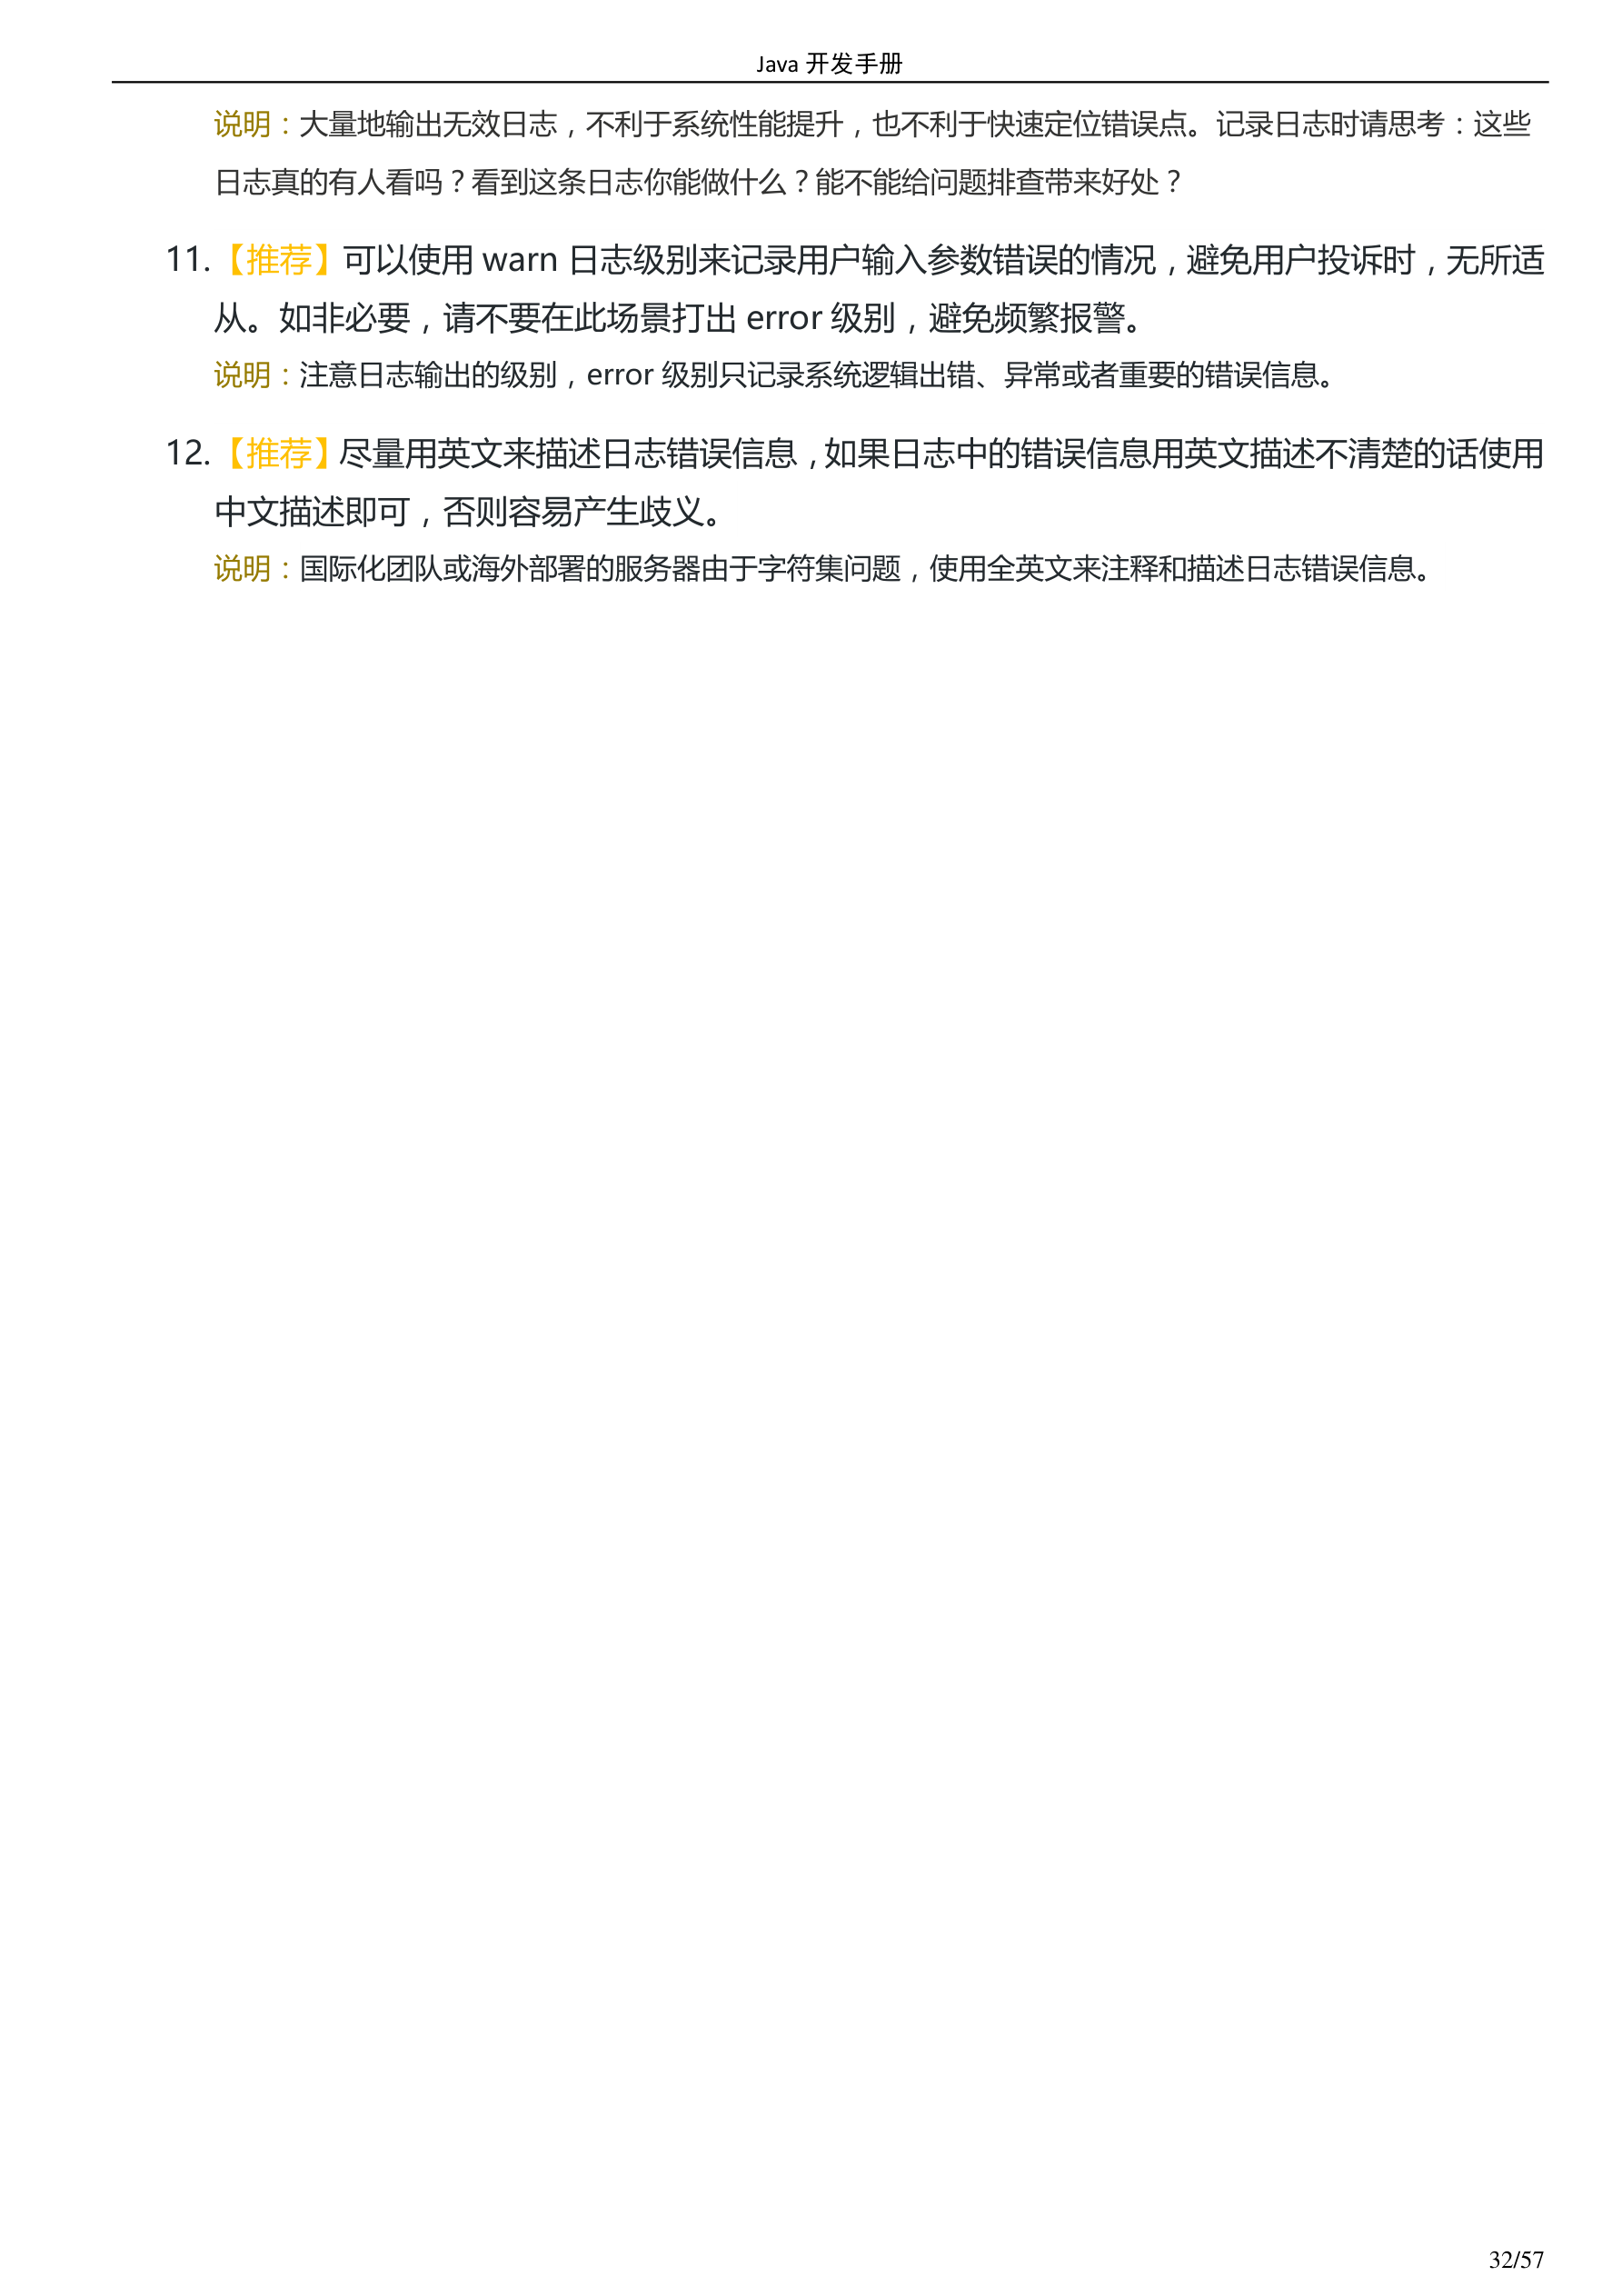 Java 开发手册
说明：大量地输出无效日志，不利于系统性能提升，也不利于快速定位错误点。记录日志时请思考：这些
日志真的有人看吗？看到这条日志你能做什么？能不能给问题排查带来好处？
11.【推荐】可以使用 warn 日志级别来记录用户输入参数错误的情况，避免用户投诉时，无所适
从。如非必要，请不要在此场景打出 error 级别，避免频繁报警。
说明：注意日志输出的级别，error 级别只记录系统逻辑出错、异常或者重要的错误信息。
12.【推荐】尽量用英文来描述日志错误信息，如果日志中的错误信息用英文描述不清楚的话使用
中文描述即可，否则容易产生歧义。
说明：国际化团队或海外部署的服务器由于字符集问题，使用全英文来注释和描述日志错误信息。
32/57